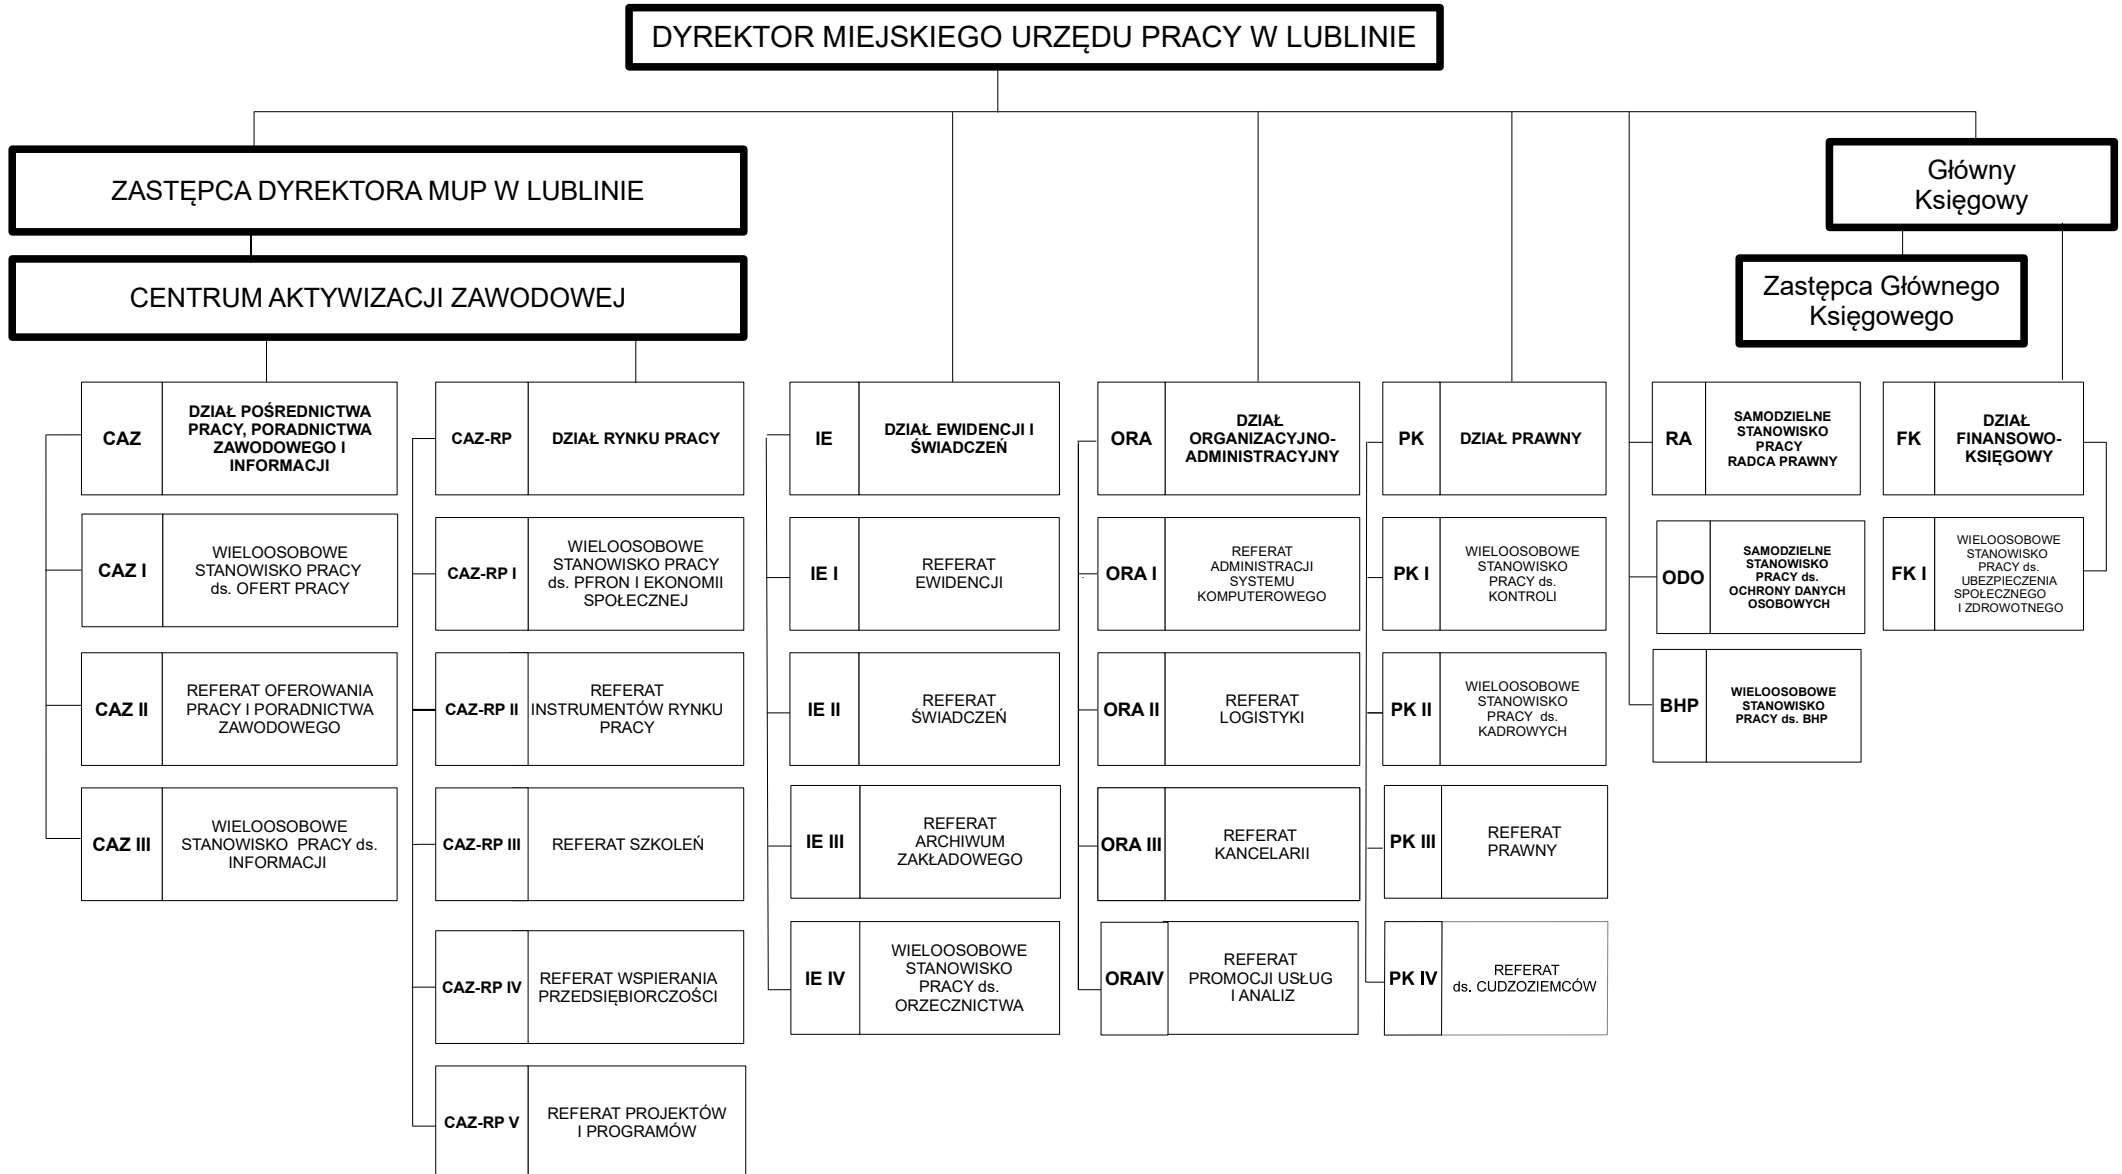 DYREKTOR MIEJSKIEGO URZĘDU PRACY W LUBLINIE
ZASTĘPCA DYREKTORA MUP W LUBLINIE
Główny
Księgowy
CENTRUM AKTYWIZACJI ZAWODOWEJ
Zastępca Głównego
Księgowego
CAZ
DZIAŁ POŚREDNICTWA
PRACY, PORADNICTWA
ZAWODOWEGO I
INFORMACJI
CAZ I
WIELOOSOBOWE
STANOWISKO PRACY
ds. OFERT PRACY
CAZ II
REFERAT OFEROWANIA
PRACY I PORADNICTWA
ZAWODOWEGO
CAZ III
WIELOOSOBOWE
STANOWISKO PRACY ds.
INFORMACJI
CAZ-RP
DZIAŁ RYNKU PRACY
CAZ-RP I
WIELOOSOBOWE
STANOWISKO PRACY
ds. PFRON I EKONOMII
SPOŁECZNEJ
CAZ-RP II
REFERAT
INSTRUMENTÓW RYNKU
PRACY
CAZ-RP III
REFERAT SZKOLEŃ
CAZ-RP IV
REFERAT WSPIERANIA
PRZEDSIĘBIORCZOŚCI
CAZ-RP V
REFERAT PROJEKTÓW
I PROGRAMÓW
IE
DZIAŁ EWIDENCJI I
ŚWIADCZEŃ
IE I
REFERAT
EWIDENCJI
IE II
REFERAT
ŚWIADCZEŃ
IE III
REFERAT
ARCHIWUM
ZAKŁADOWEGO
IE IV
WIELOOSOBOWE
STANOWISKO
PRACY ds.
ORZECZNICTWA
ORA
DZIAŁ
ORGANIZACYJNO-
ADMINISTRACYJNY
ORA I
REFERAT
ADMINISTRACJI
SYSTEMU
KOMPUTEROWEGO
ORA II
REFERAT
LOGISTYKI
ORA III
REFERAT
KANCELARII
ORAIV
REFERAT
PROMOCJI USŁUG
I ANALIZ
PK
DZIAŁ PRAWNY
PK I
WIELOOSOBOWE
STANOWISKO
PRACY ds.
KONTROLI
PK II
WIELOOSOBOWE
STANOWISKO
PRACY ds.
KADROWYCH
PK III
REFERAT
PRAWNY
PK IV
REFERAT
ds. CUDZOZIEMCÓW
RA
SAMODZIELNE
STANOWISKO
PRACY
RADCA PRAWNY
ODO
SAMODZIELNE
STANOWISKO
PRACY ds.
OCHRONY DANYCH
OSOBOWYCH
BHP
WIELOOSOBOWE
STANOWISKO
PRACY ds. BHP
FK
DZIAŁ
FINANSOWO-
KSIĘGOWY
FK I
WIELOOSOBOWE
STANOWISKO
PRACY ds.
UBEZPIECZENIA
SPOŁECZNEGO
I ZDROWOTNEGO